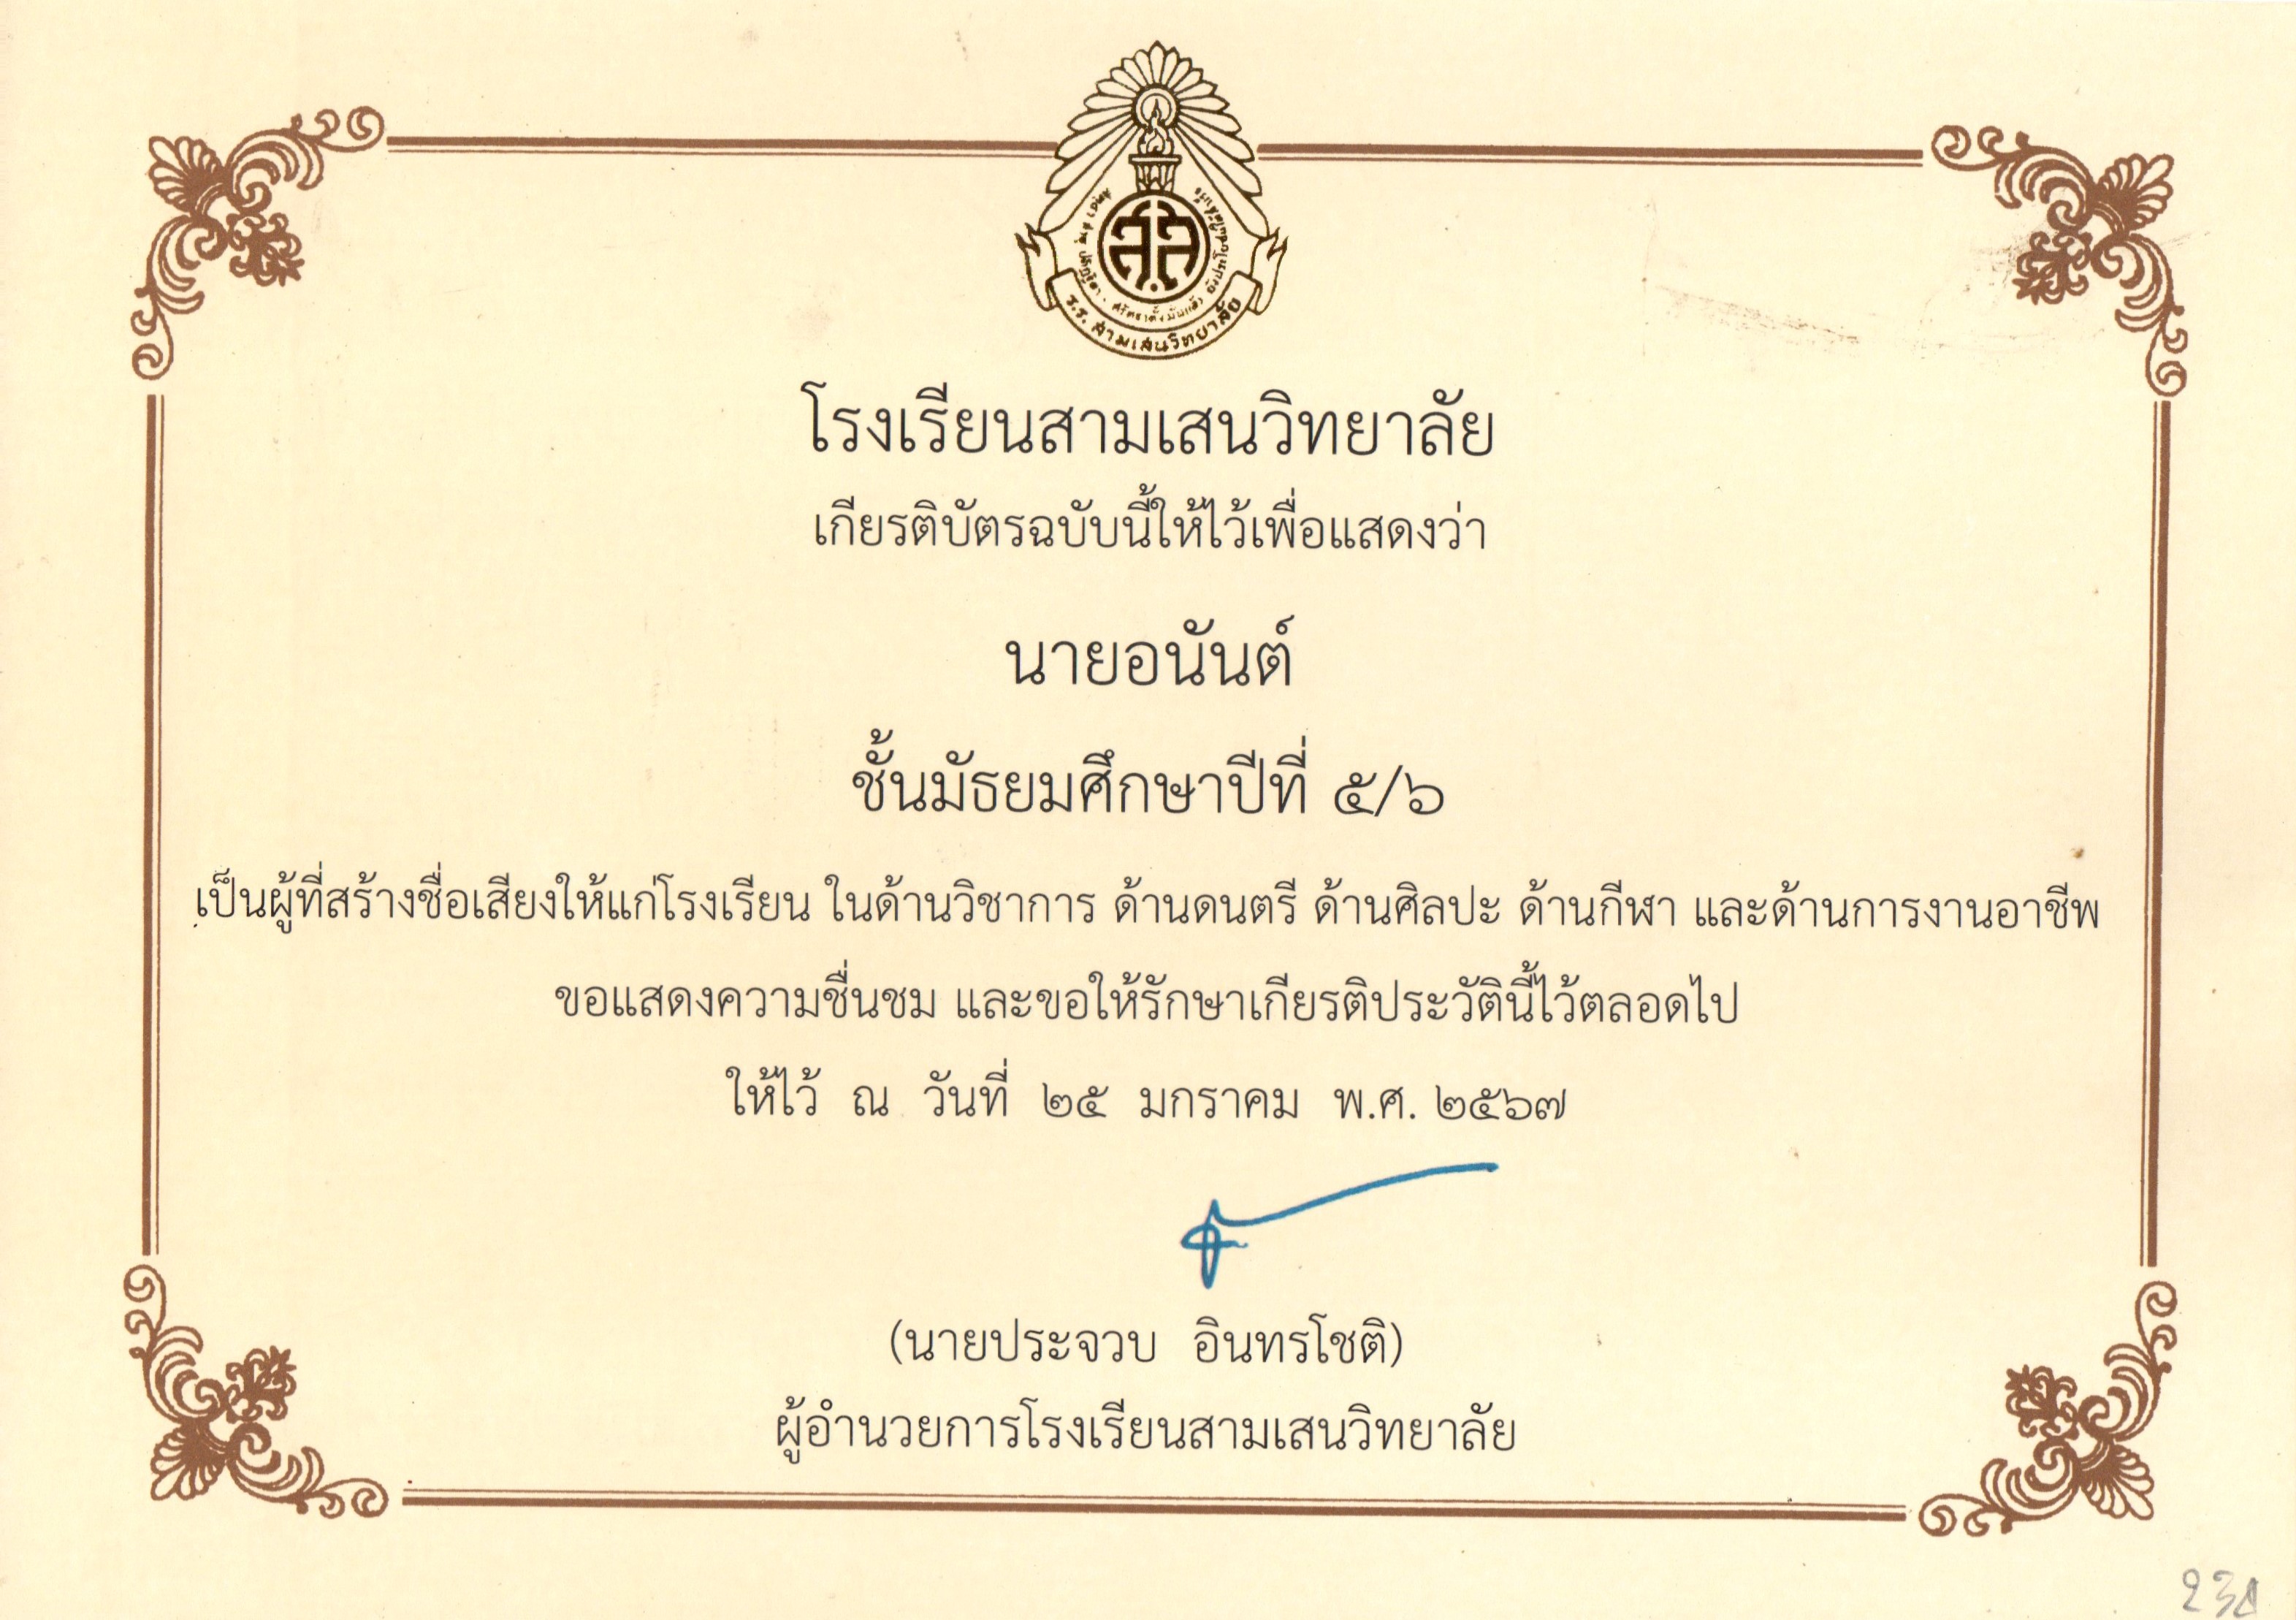 ร.ร. สามเสนวิทยาลัย
โรงเรียนสามเสนวิทยาลัย
เกียรติบัตรฉบับนี้ให้ไว้เพื่อแสดงว่า
นายอนันต์
ชั้นมัธยมศึกษาปีที่ ๕/๖
เป็นผู้ที่สร้างชื่อเสียงให้แก่โรงเรียน ในด้านวิชาการ ด้านดนตรี ด้านศิลปะ ด้านกีฬา และด้านการงานอาชีพ
ขอแสดงความชื่นชม และขอให้รักษาเกียรติประวัตินี้ไว้ตลอดไป
ให้ไว้ ณ วันที่ ๒๕ มกราคม พ.ศ. ๒๕๖๗
(นายประจวบ อินทรโชติ)
ผู้อำนวยการโรงเรียนสามเสนวิทยาลัย